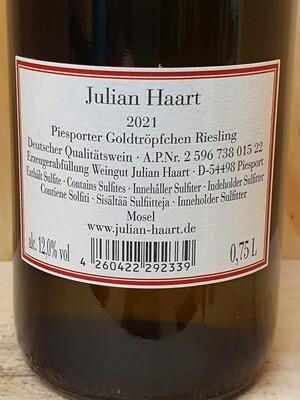 Julian Haart
2021
Piesporter Goldtröpfchen Riesling
Deutscher Qualitätswein · A.P.Nr. 2 596 738 015 22
Erzeugerabfüllung Weingut Julian Haart · D-54498 Piesport
Enthält Sulfite · Contains Sulfites · Innehåller Sulfiter · Indeholder Sulfitter
Contiene Solfiti · Sisältää Sulfiitteja · Inneholder Sulfitter
Mosel
www.julian-haart.de
alc. 12,0% vol
0,75 L
4 260422 292339